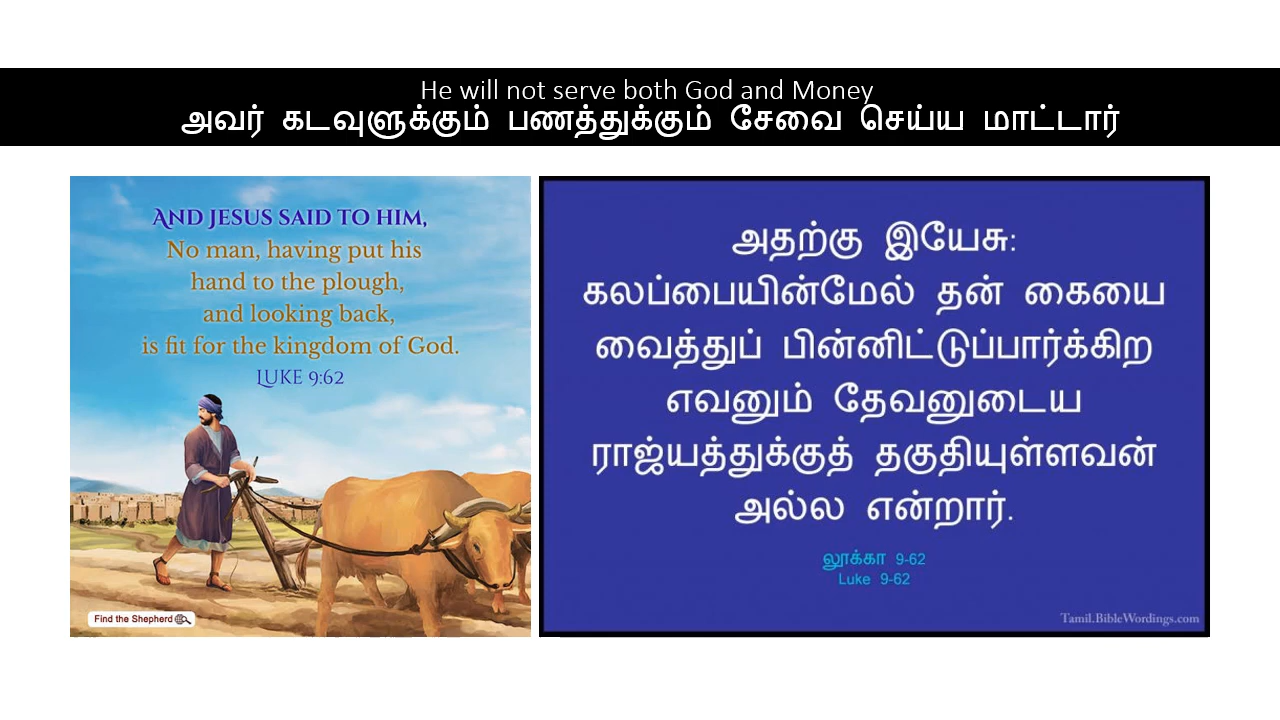 He will not serve both God and Money
அவர் கடவுளுக்கும் பணத்துக்கும் சேவை செய்ய மாட்டார்
AND JESUS SAID TO HIM,
No man, having put his
hand to the plough,
and looking back,
is fit for the kingdom of God.
LUKE 9:62
Find the Shepherd
அதற்கு இயேசு:
கலப்பையின்மேல் தன் கையை
வைத்துப் பின்னிட்டுப்பார்க்கிற
எவனும் தேவனுடைய
ராஜ்யத்துக்குத் தகுதியுள்ளவன்
அல்ல என்றார்.
லூக்கா 9-62
Luke 9-62
Tamil.BibleWordings.com